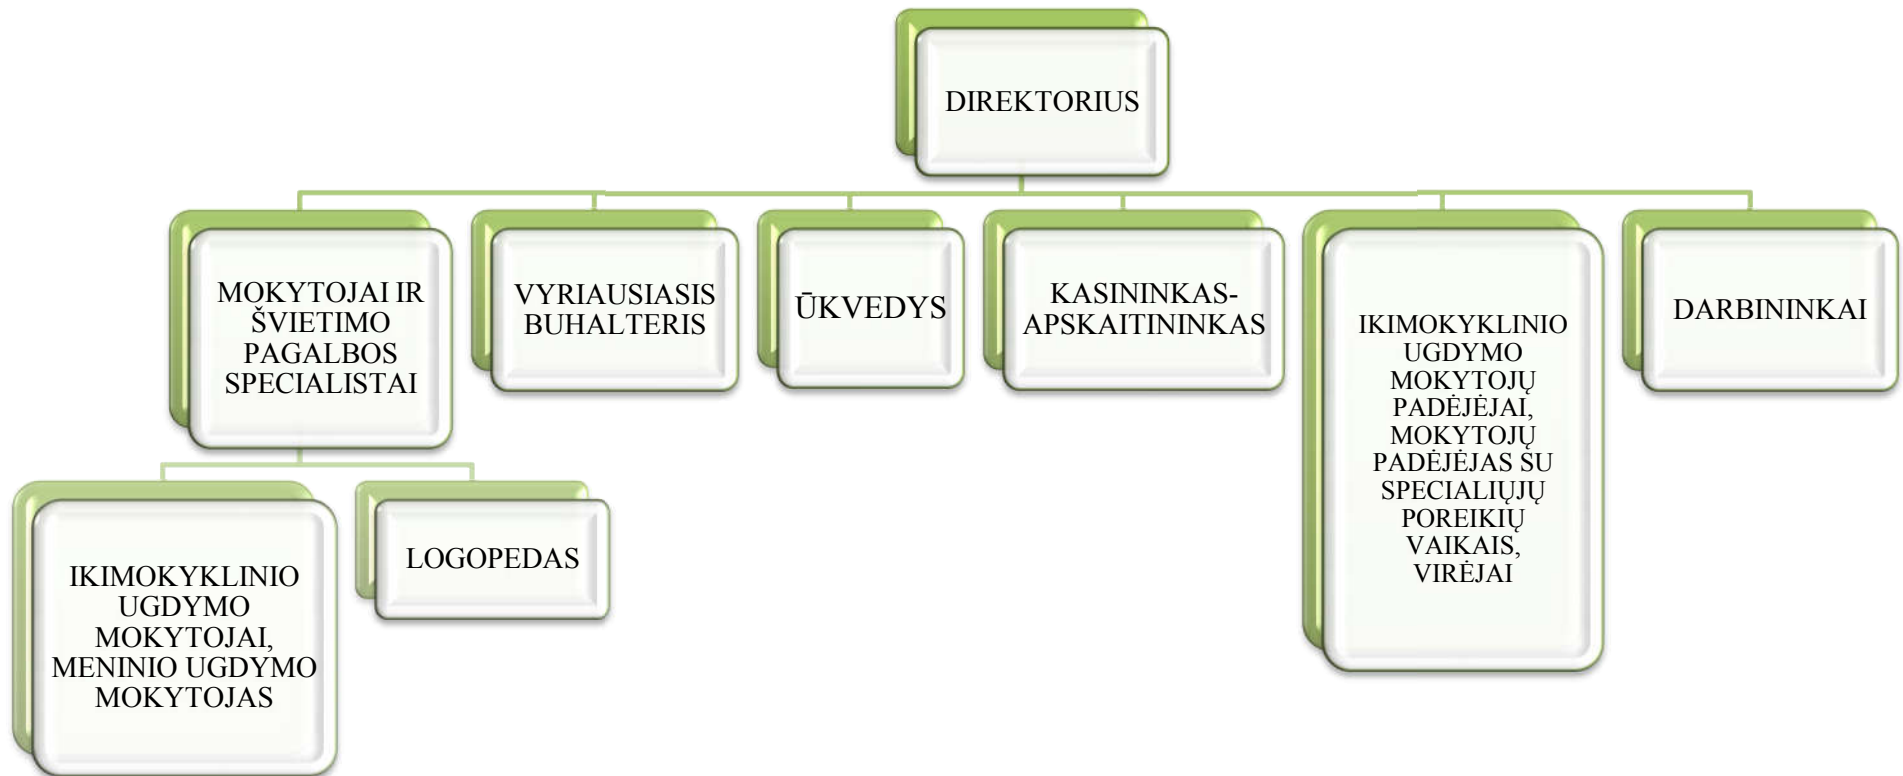 DIREKTORIUS
MOKYTOJAI IR
ŠVIETIMO
PAGALBOS
SPECIALISTAI
VYRIAUSIASIS
BUHALTERIS
ŪKVEDYS
KASININKAS-
APSKAITININKAS
IKIMOKYKLINIO
UGDYMO
MOKYTOJŲ
PADĖJĖJAI,
MOKYTOJŲ
PADĖJĖJAS SU
SPECIALIŲJŲ
POREIKIŲ
VAIKAIS,
VIRĖJAI
DARBININKAI
IKIMOKYKLINIO
UGDYMO
MOKYTOJAI,
MENINIO UGDYMO
MOKYTOJAS
LOGOPEDAS